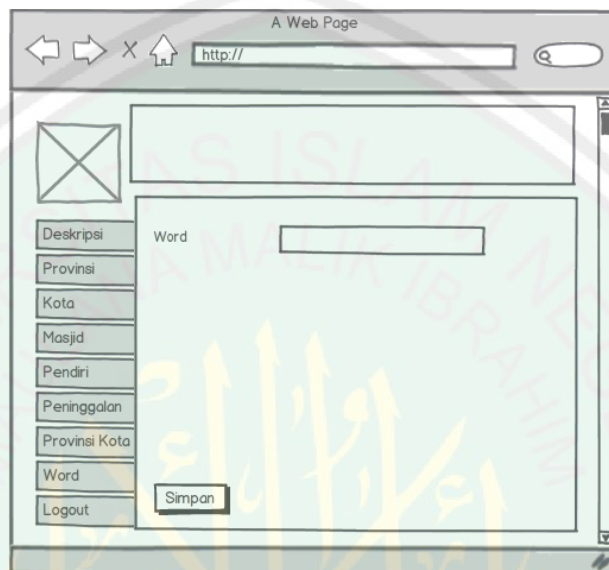 A Web Page
http://
Deskripsi
Provinsi
Kota
Masjid
Pendiri
Peninggalan
Provinsi Kota
Word
Logout
Word
Simpan